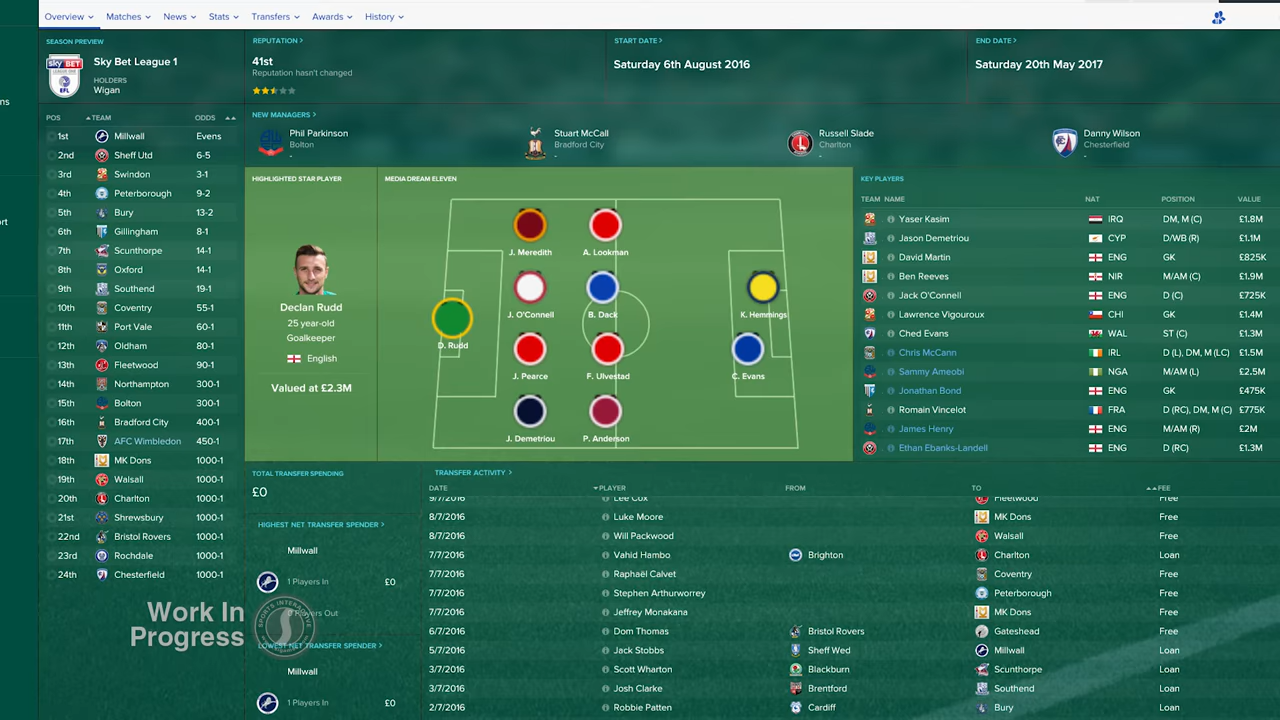 Overview Matches News Stats Transfers Awards History
SEASON PREVIEW
sky BET
EFL
Sky Bet League 1
HOLDERS
Wigan
REPUTATION >
41st
Reputation hasn't changed
START DATE >
Saturday 6th August 2016
END DATE >
Saturday 20th May 2017
ns
ort
POS TEAM ODDS
1st Millwall Evens
2nd Sheff Utd 6-5
3rd Swindon 3-1
4th Peterborough 9-2
5th Bury 13-2
6th Gillingham 8-1
7th Scunthorpe 14-1
8th Oxford 14-1
9th Southend 19-1
10th Coventry 55-1
11th Port Vale 60-1
12th Oldham 80-1
13th Fleetwood 90-1
14th Northampton 300-1
15th Bolton 300-1
16th Bradford City 400-1
17th AFC Wimbledon 450-1
18th MK Dons 1000-1
19th Walsall 1000-1
20th Charlton 1000-1
21st Shrewsbury 1000-1
22nd Bristol Rovers 1000-1
23rd Rochdale 1000-1
24th Chesterfield 1000-1
NEW MANAGERS >
Phil Parkinson
Bolton
-
Stuart McCall
Bradford City
-
Russell Slade
Charlton
-
Danny Wilson
Chesterfield
-
HIGHLIGHTED STAR PLAYER
Declan Rudd
25 year-old
Goalkeeper
English
Valued at £2.3M
MEDIA DREAM ELEVEN
J. Meredith
A. Lookman
J. O'Connell
B. Dack
K. Hemmings
D. Rudd
J. Pearce
F. Ulvestad
C. Evans
J. Demetriou
P. Anderson
KEY PLAYERS
TEAM NAME NAT POSITION VALUE
Yaser Kasim IRQ DM, M (C) £1.8M
Jason Demetriou CYP D/WB (R) £1.1M
David Martin ENG GK £825K
Ben Reeves NIR M/AM (C) £1.9M
Jack O'Connell ENG D (C) £725K
Lawrence Vigouroux CHI GK £1.4M
Ched Evans WAL ST (C) £1.3M
Chris McCann IRL D (L), DM, M (LC) £1.5M
Sammy Ameobi NGA M/AM (L) £2.5M
Jonathan Bond ENG GK £475K
Romain Vincelot FRA D (RC), DM, M (C) £775K
James Henry ENG M/AM (R) £2M
Ethan Ebanks-Landell ENG D (RC) £1.3M
TOTAL TRANSFER SPENDING
£0
HIGHEST NET TRANSFER SPENDER >
Millwall
1 Players In £0
Players Out
LOWEST NET TRANSFER SPENDER >
Millwall
1 Players In £0
TRANSFER ACTIVITY >
DATE PLAYER FROM TO FEE
9/7/2016 Lee Cox Fleetwood Free
8/7/2016 Luke Moore MK Dons Free
8/7/2016 Will Packwood Walsall Free
7/7/2016 Vahid Hambo Brighton Charlton Loan
7/7/2016 Raphaël Calvet Coventry Free
7/7/2016 Stephen Arthurworrey Peterborough Free
7/7/2016 Jeffrey Monakana MK Dons Free
6/7/2016 Dom Thomas Bristol Rovers Gateshead Free
5/7/2016 Jack Stobbs Sheff Wed Millwall Loan
3/7/2016 Scott Wharton Blackburn Scunthorpe Loan
3/7/2016 Josh Clarke Brentford Southend Loan
2/7/2016 Robbie Patten Cardiff Bury Loan
Work In
Progress
SPORTS INTERACTIVE